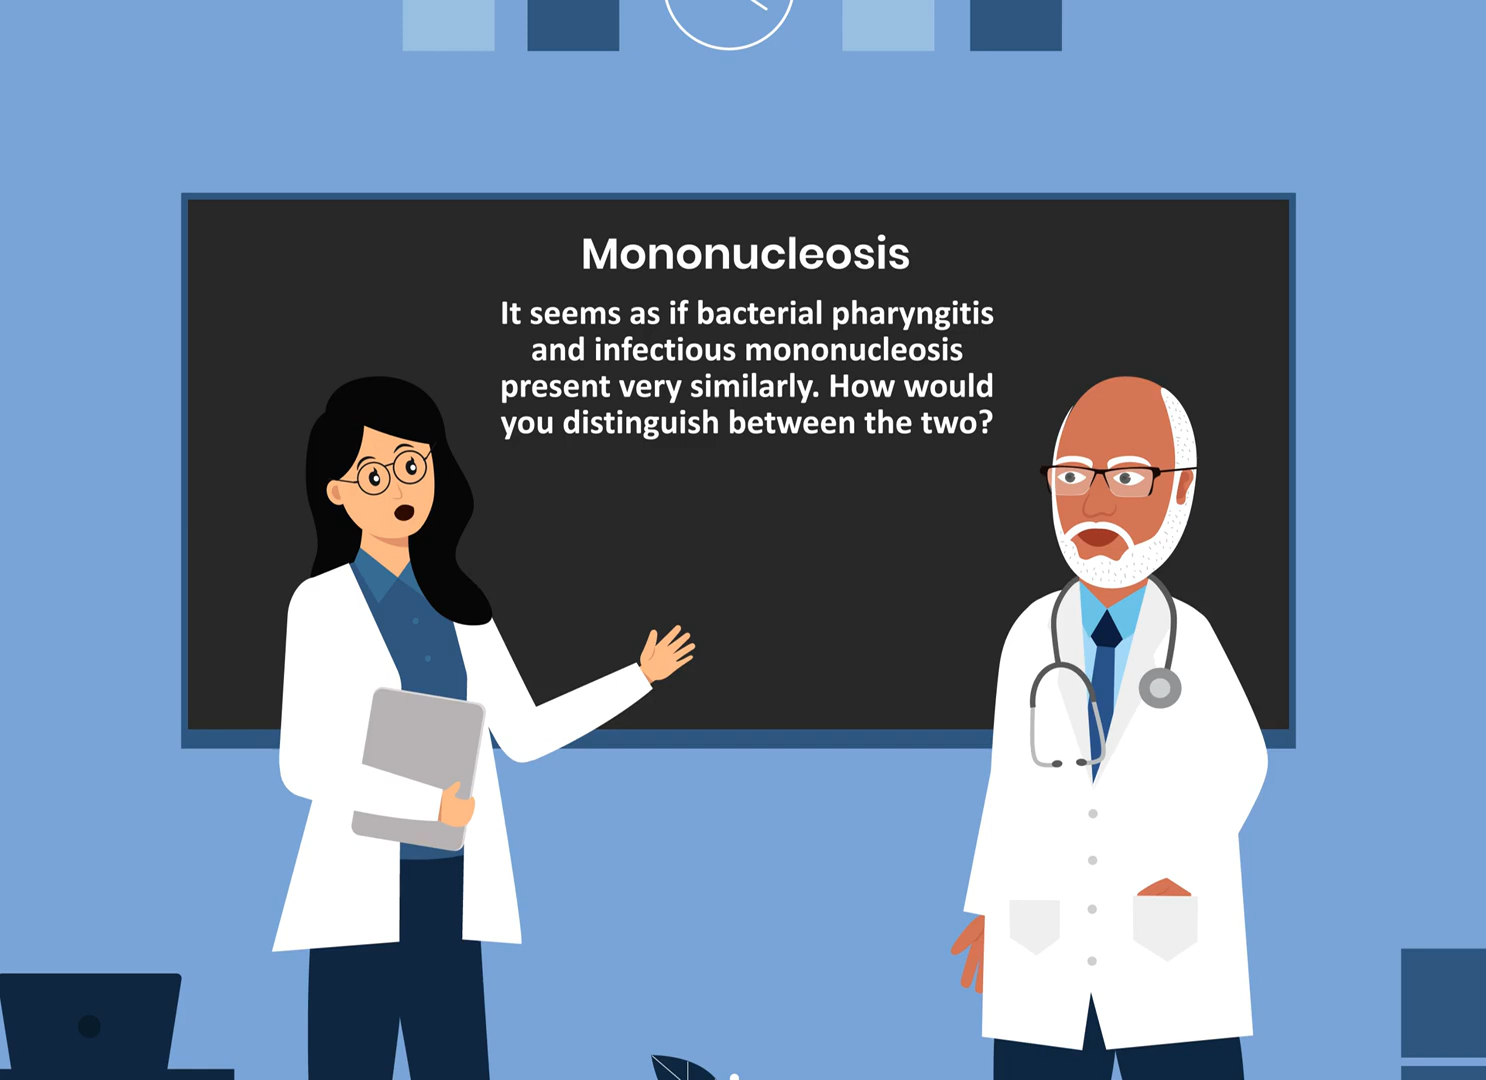 Mononucleosis
It seems as if bacterial pharyngitis
and infectious mononucleosis
present very similarly. How would
you distinguish between the two?